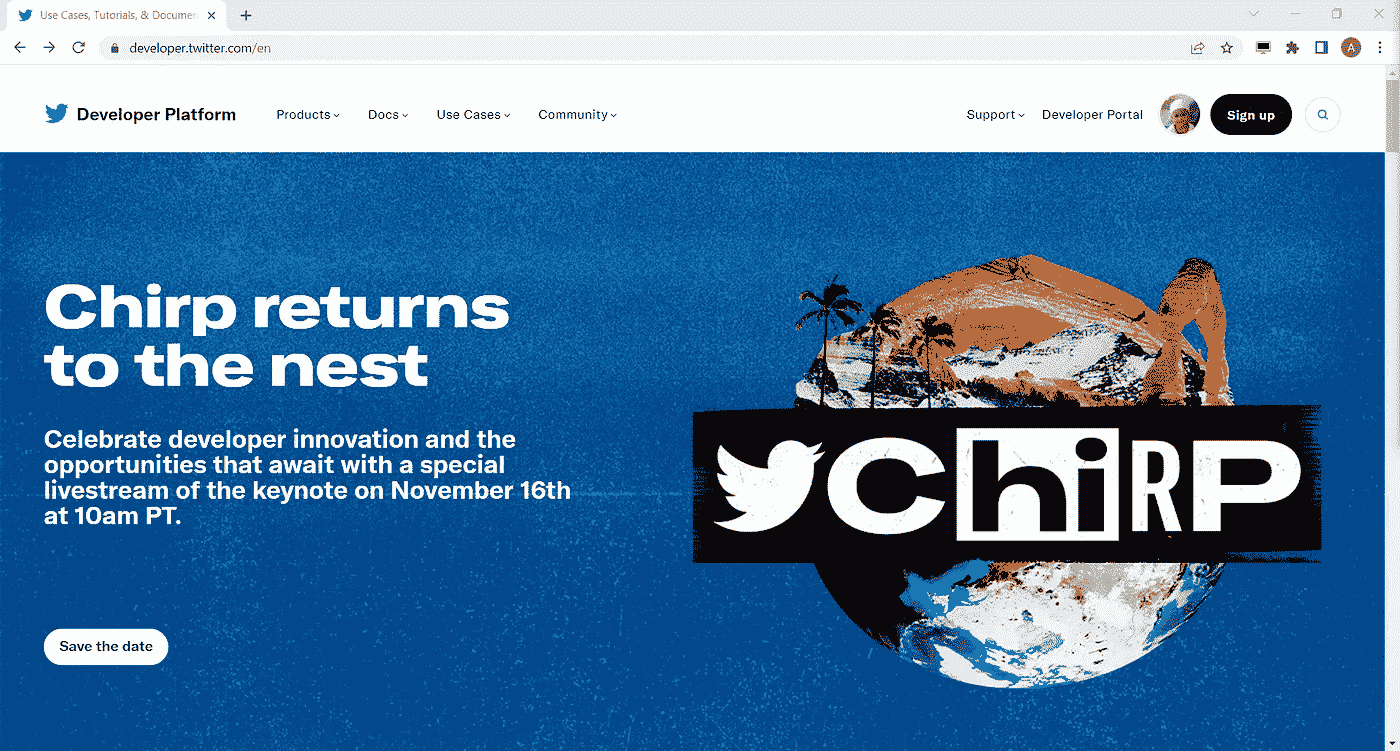 Use Cases, Tutorials, & Documen
developer.twitter.com/en
A
Developer Platform
Products
Docs
Use Cases
Community
Support
Developer Portal
Sign up
Chirp returns
to the nest
Celebrate developer innovation and the
opportunities that await with a special
livestream of the keynote on November 16th
at 10am PT.
Save the date
ChiRP